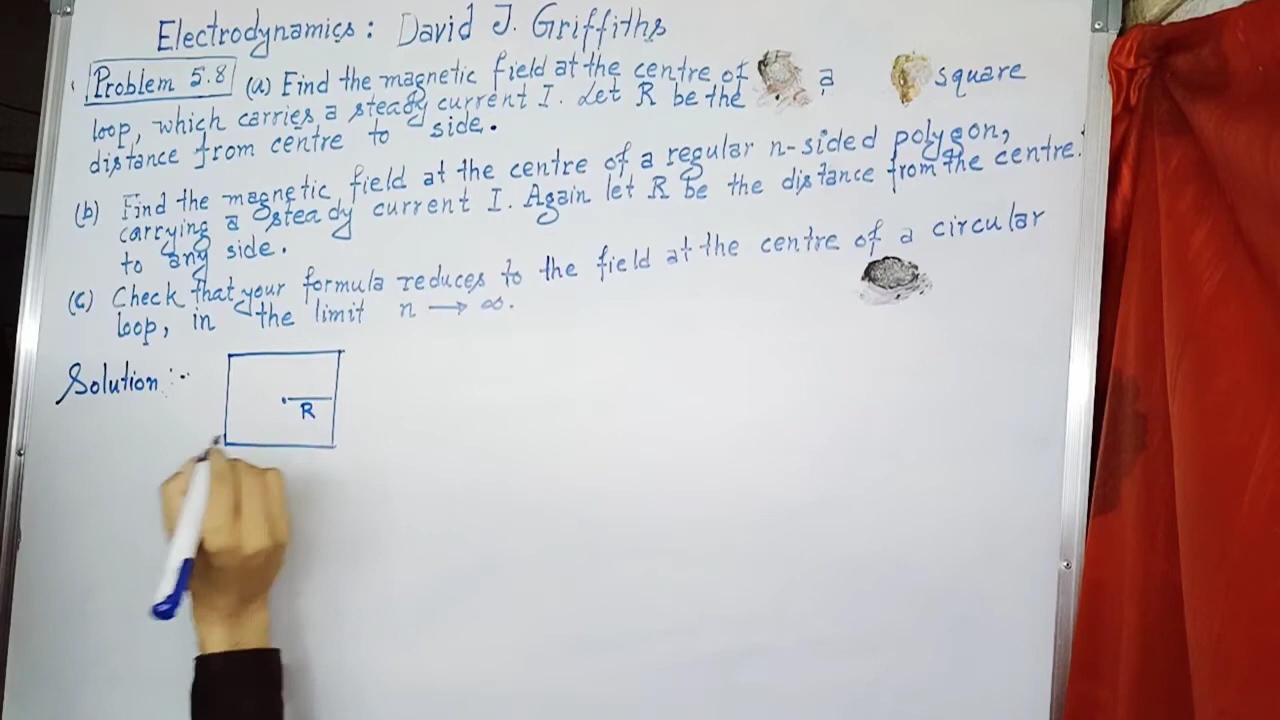 Electrodynamics: David J. Griffiths
Problem 5.8 (a) Find the magnetic field at the centre of a square
loop, which carries a steady current I. Let R be the
distance from centre to side.
(b) Find the magnetic field at the centre of a regular n-sided polygon,
carrying a steady current I. Again let R be the distance from the centre
to any side.
(c) Check that your formula reduces to the field at the centre of a circular
loop, in the limit n → ∞.
Solution :-
R